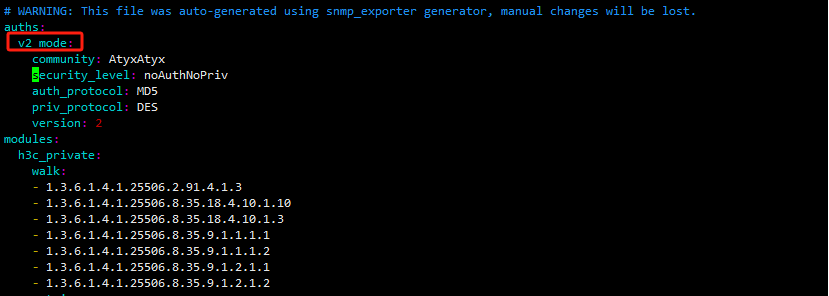 # WARNING: This file was auto-generated using snmp_exporter generator, manual changes will be lost.
auths:
v2_mode:
community: AtyxAtyx
security_level: noAuthNoPriv
auth_protocol: MD5
priv_protocol: DES
version: 2
modules:
h3c_private:
walk:
- 1.3.6.1.4.1.25506.2.91.4.1.3
- 1.3.6.1.4.1.25506.8.35.18.4.10.1.10
- 1.3.6.1.4.1.25506.8.35.18.4.10.1.3
- 1.3.6.1.4.1.25506.8.35.9.1.1.1.1
- 1.3.6.1.4.1.25506.8.35.9.1.1.1.2
- 1.3.6.1.4.1.25506.8.35.9.1.2.1.1
- 1.3.6.1.4.1.25506.8.35.9.1.2.1.2